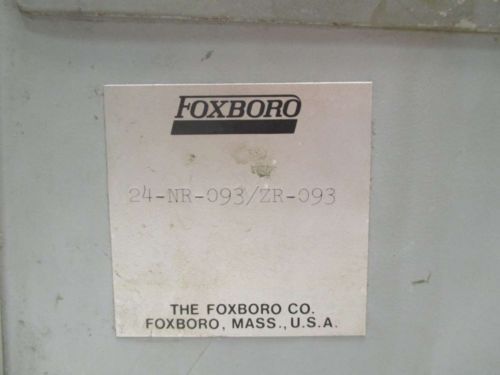 FOXBORO
24-NR-093/ZR-093
THE FOXBORO CO.
FOXBORO, MASS., U.S.A.